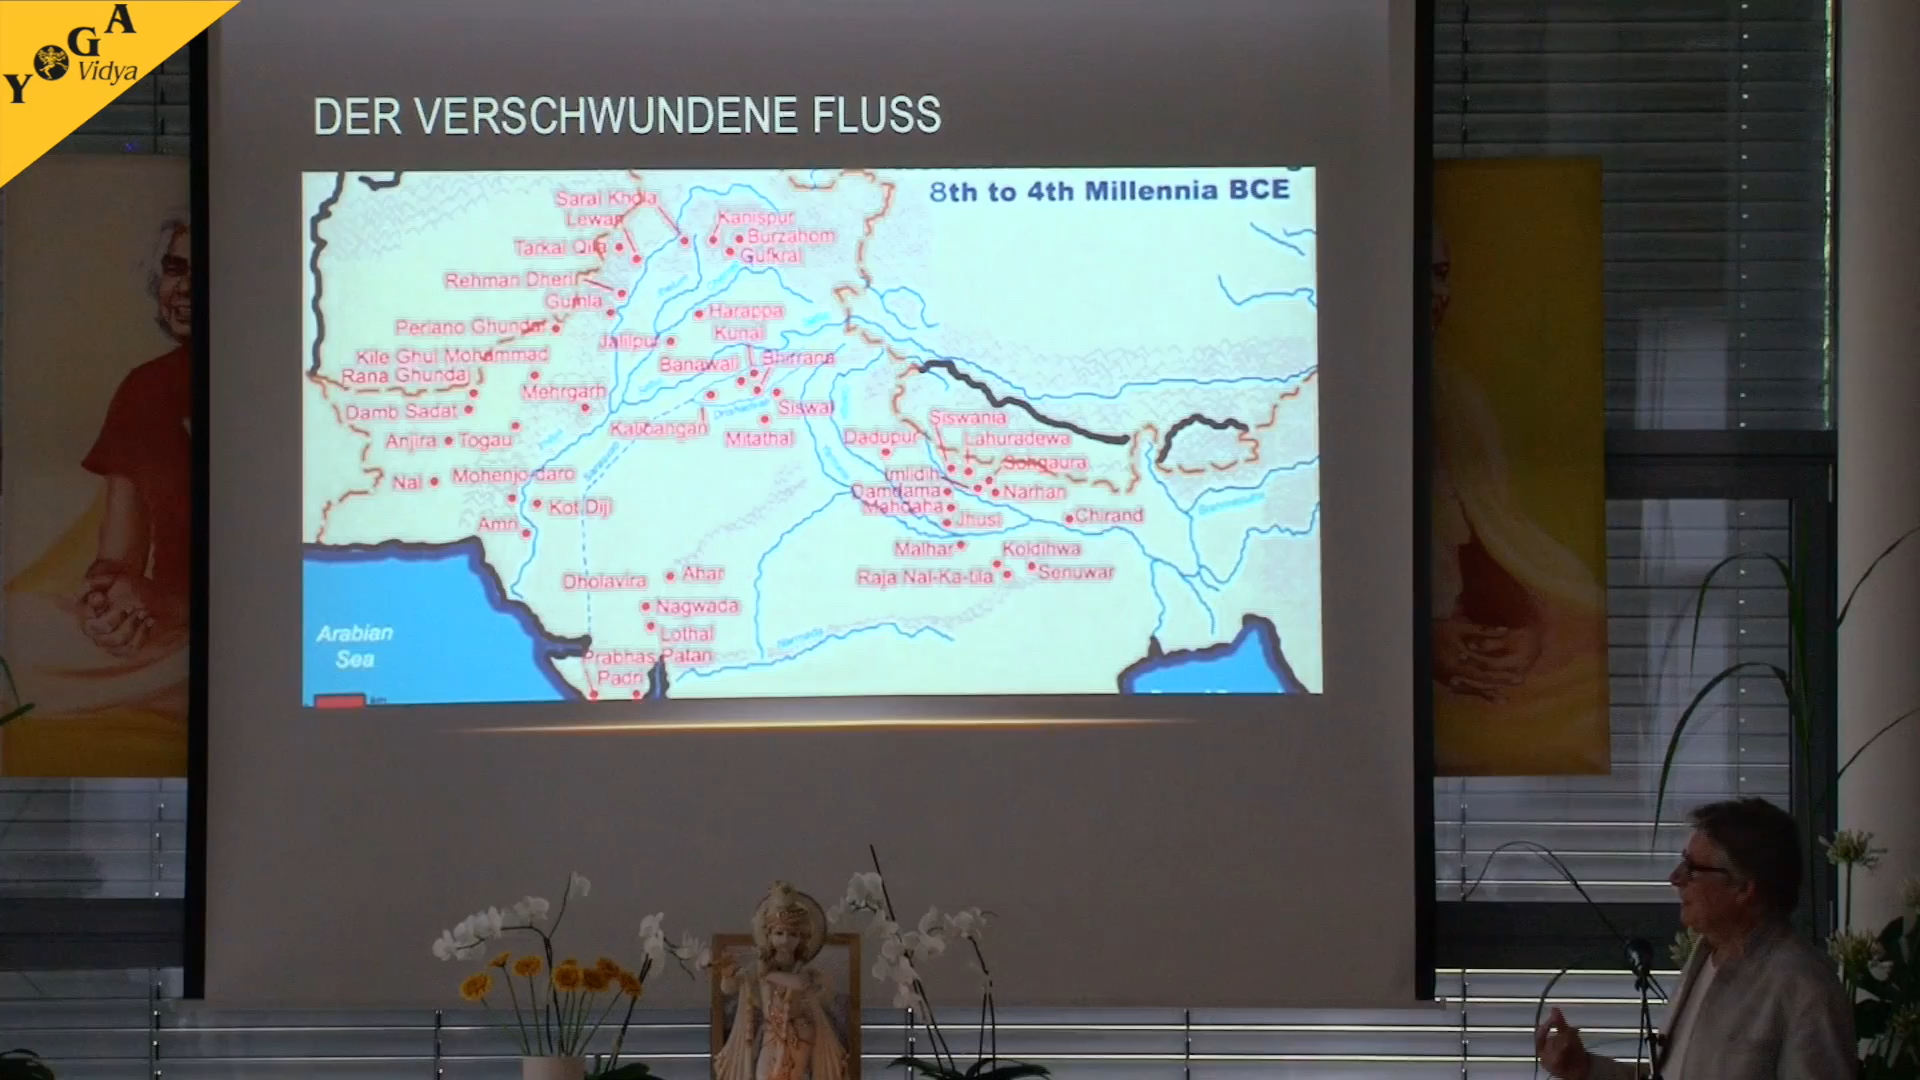 YOGA
Vidya
DER VERSCHWUNDENE FLUSS
8th to 4th Millennia BCE
Sarai Khola
Lewan
Kanispur
Tarkai Qila
Burzahom
Gufkral
Rehman Dheri
Gumla
Harappa
Periano Ghundai
Kunal
Jalilpur
Kile Ghul Mohammad
Banawali
Bhirrana
Rana Ghundai
Mehrgarh
Damb Sadat
Siswal
Siswania
Kalibangan
Anjira
Togau
Mitathal
Dadupur
Lahuradewa
Sohgaura
Nal
Mohenjo-daro
Imlidih
Damdama
Narhan
Kot Diji
Mahdaha
Jhusi
Chirand
Amri
Malhar
Koldihwa
Dholavira
Ahar
Raja Nal-Ka-tila
Senuwar
Nagwada
Lothal
Narmada
Arabian
Sea
Prabhas Patan
Padri